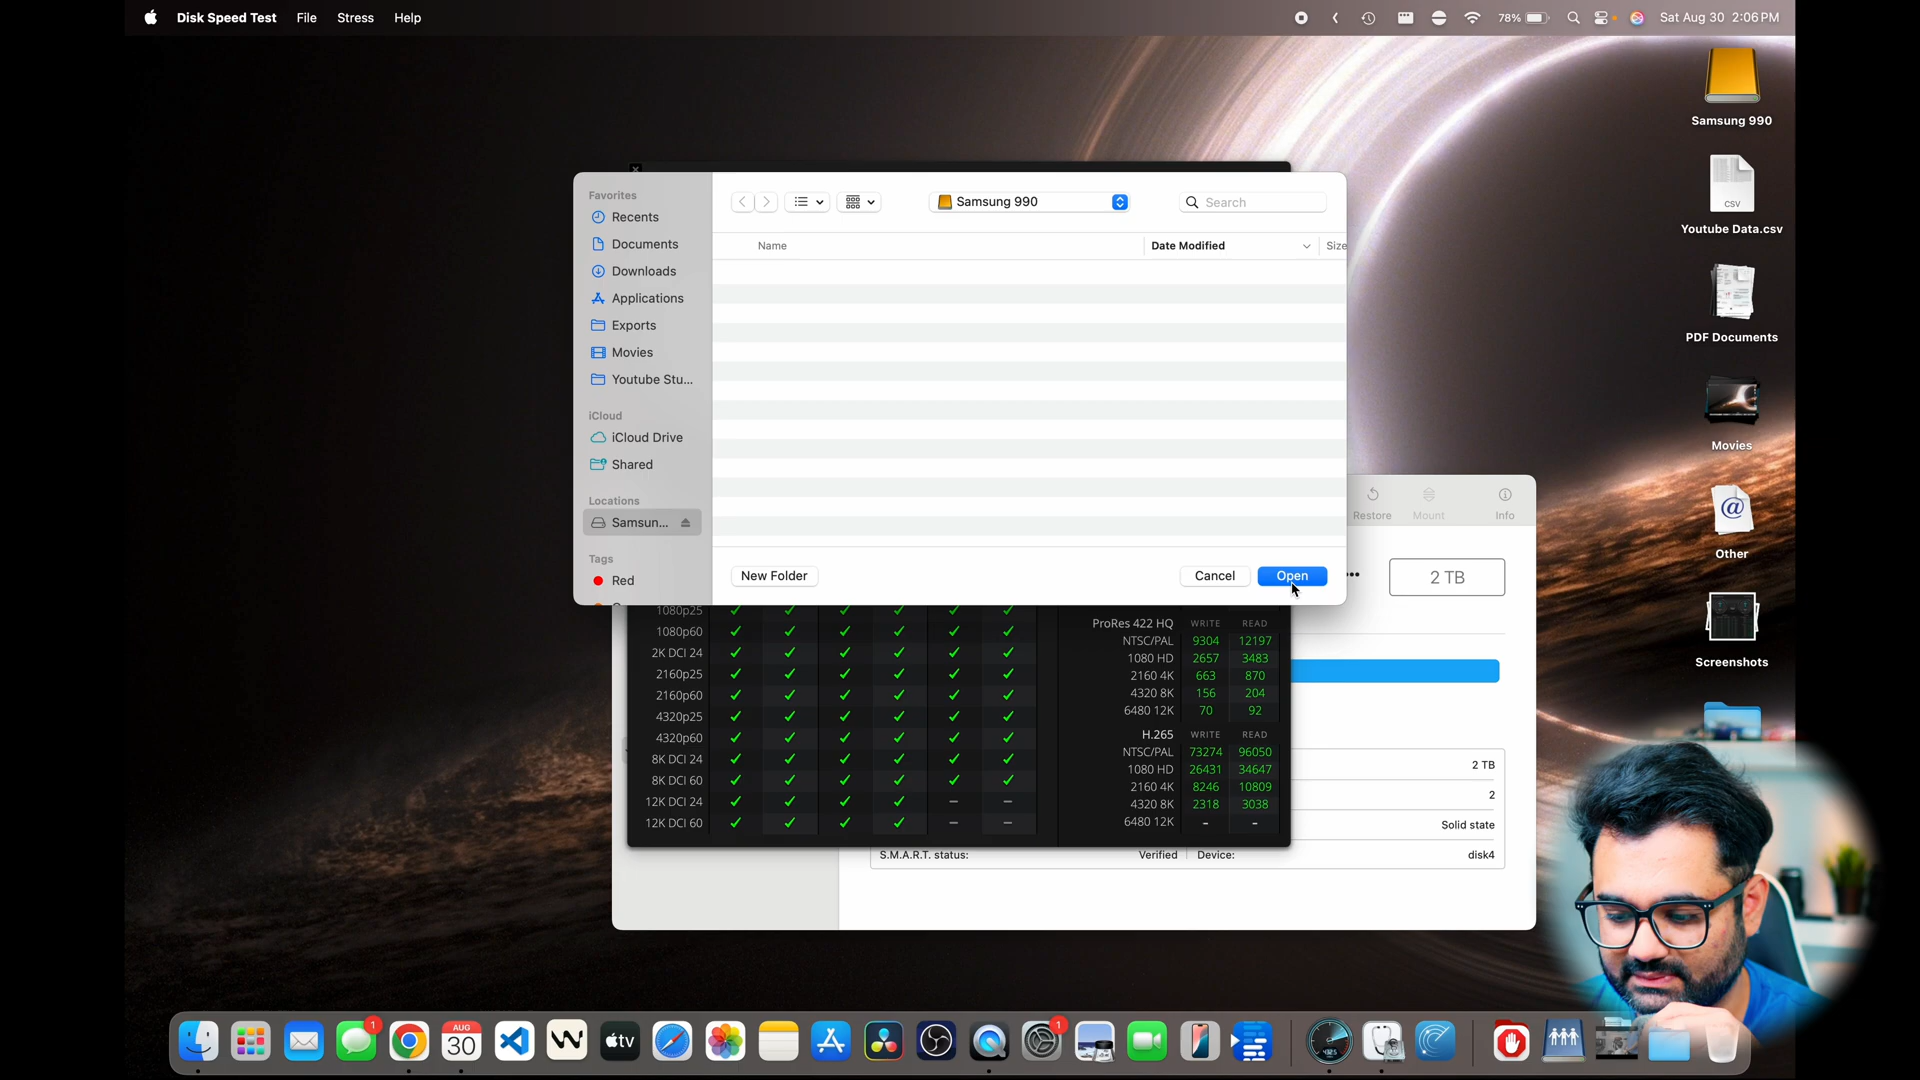 Disk Speed Test File Stress Help
78% Sat Aug 30 2:06 PM
Samsung 990
CSV
Youtube Data.csv
PDF Documents
Movies
Other
Screenshots
Favorites
Recents
Documents
Downloads
Applications
Exports
Movies
Youtube Stu...
iCloud
iCloud Drive
Shared
Locations
Samsun...
Tags
Red
Samsung 990
Search
Name Date Modified Size
New Folder Cancel Open
Restore Mount Info
2 TB
1080p25
1080p60
2K DCI 24
2160p25
2160p60
4320p25
4320p60
8K DCI 24
8K DCI 60
12K DCI 24
12K DCI 60
ProRes 422 HQ WRITE READ
NTSC/PAL 9304 12197
1080 HD 2657 3483
2160 4K 663 870
4320 8K 156 204
6480 12K 70 92
H.265 WRITE READ
NTSC/PAL 73274 96050
1080 HD 26431 34647
2160 4K 8246 10809
4320 8K 2318 3038
6480 12K - -
2 TB
2
Solid state
S.M.A.R.T. status: Verified Device: disk4
1
AUG
30
tv
1